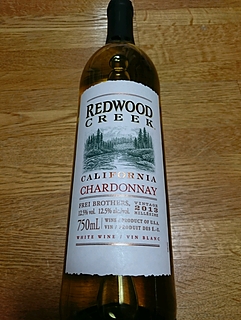 REDWOOD
CREEK
CALIFORNIA
CHARDONNAY
FREI BROTHERS,
12.5% vol. 12.5% alc/vol.
VINTAGE
2013
MILLÉSIME
750mL
WINE / PRODUCT OF U.S.A.
VIN / PRODUIT DES É.-U.
WHITE WINE / VIN BLANC